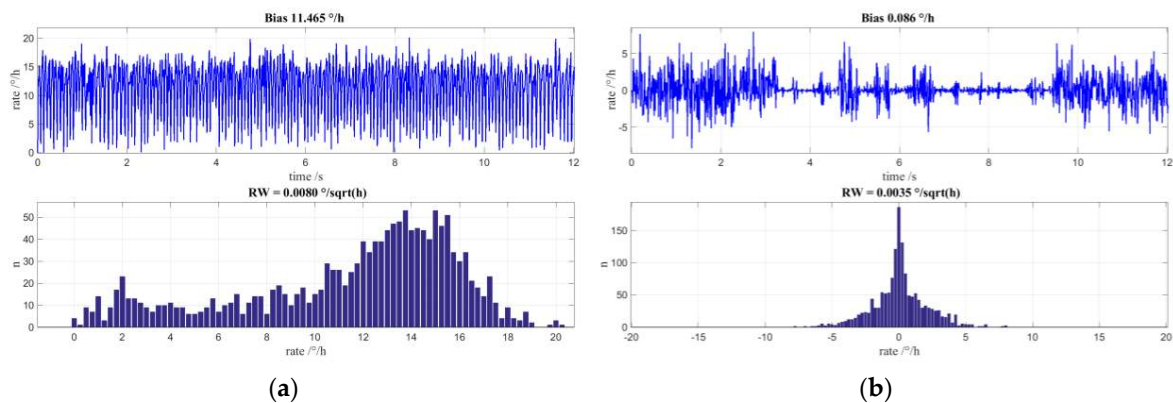 Bias 11.465 °/h
rate /°/h
20
15
10
5
0
0 2 4 6 8 10 12
time /s
RW = 0.0080 °/sqrt(h)
n
50
40
30
20
10
0
0 2 4 6 8 10 12 14 16 18 20
rate /°/h
(a)
Bias 0.086 °/h
rate /°/h
5
0
-5
0 2 4 6 8 10 12
time /s
RW = 0.0035 °/sqrt(h)
n
150
100
50
0
-20 -15 -10 -5 0 5 10 15 20
rate /°/h
(b)